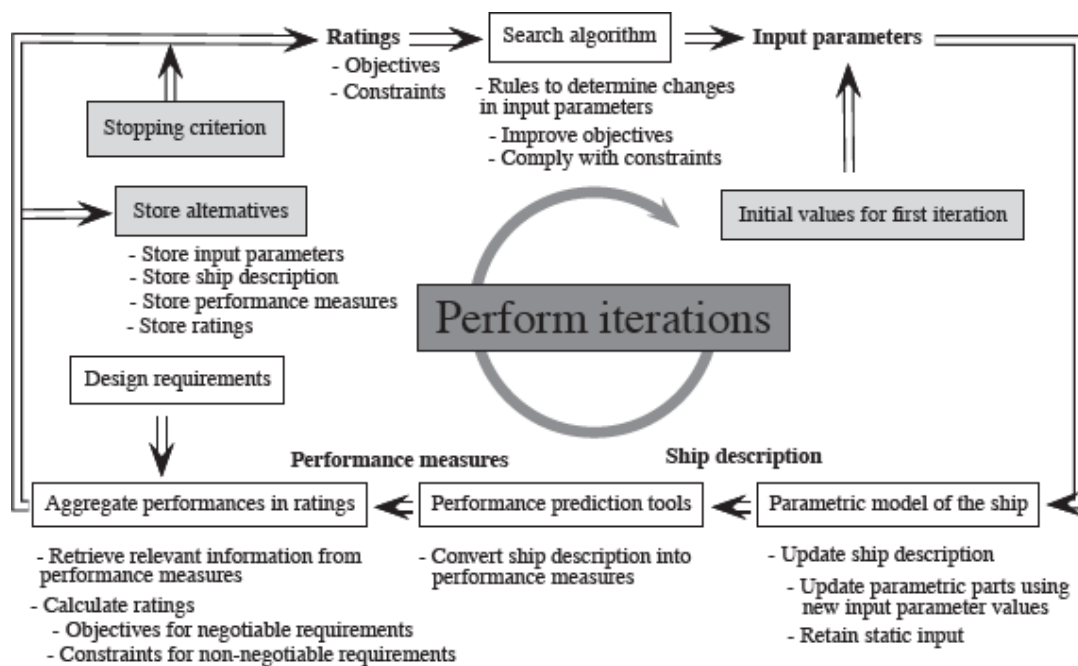 Ratings
- Objectives
- Constraints
Search algorithm
- Rules to determine changes
in input parameters
- Improve objectives
- Comply with constraints
Input parameters
Stopping criterion
Store alternatives
- Store input parameters
- Store ship description
- Store performance measures
- Store ratings
Initial values for first iteration
Perform iterations
Design requirements
Performance measures
Ship description
Aggregate performances in ratings
- Retrieve relevant information from
performance measures
- Calculate ratings
- Objectives for negotiable requirements
- Constraints for non-negotiable requirements
Performance prediction tools
- Convert ship description into
performance measures
Parametric model of the ship
- Update ship description
- Update parametric parts using
new input parameter values
- Retain static input